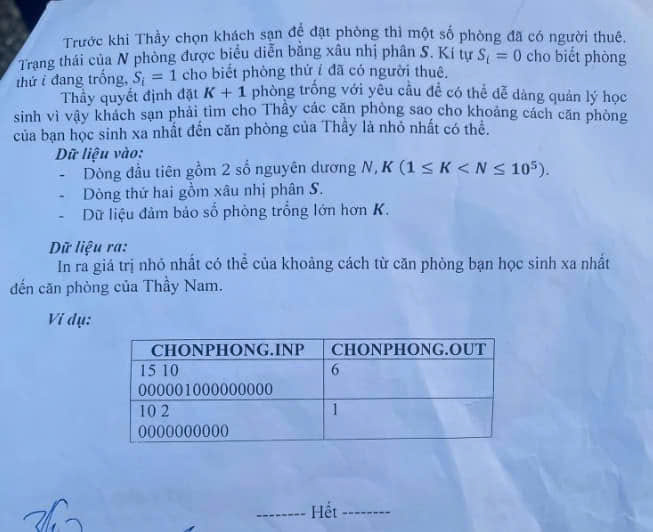 Trước khi Thầy chọn khách sạn để đặt phòng thì một số phòng đã có người thuê.
Trạng thái của N phòng được biểu diễn bằng xâu nhị phân S. Kí tự Sᵢ = 0 cho biết phòng
thứ i đang trống, Sᵢ = 1 cho biết phòng thứ i đã có người thuê.
Thầy quyết định đặt K + 1 phòng trống với yêu cầu để có thể dễ dàng quản lý học
sinh vì vậy khách sạn phải tìm cho Thầy các căn phòng sao cho khoảng cách căn phòng
của bạn học sinh xa nhất đến căn phòng của Thầy là nhỏ nhất có thể.
Dữ liệu vào:
- Dòng đầu tiên gồm 2 số nguyên dương N, K (1 ≤ K < N ≤ 10⁵).
- Dòng thứ hai gồm xâu nhị phân S.
- Dữ liệu đảm bảo số phòng trống lớn hơn K.
Dữ liệu ra:
In ra giá trị nhỏ nhất có thể của khoảng cách từ căn phòng bạn học sinh xa nhất
đến căn phòng của Thầy Nam.
Ví dụ:
CHONPHONG.INP CHONPHONG.OUT
15 10 6
000001000000000
10 2 1
0000000000
-------- Hết --------